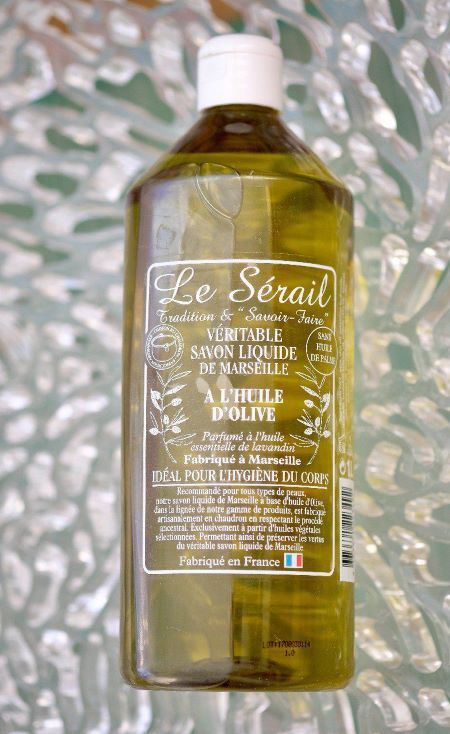 Le Sérail
Tradition & "Savoir-Faire"
VÉRITABLE
SAVON LIQUIDE
DE MARSEILLE
SANS
HUILE
DE PALME
A L'HUILE
D'OLIVE
Parfumé à l'huile
essentielle de lavandin
Fabriqué à Marseille
IDÉAL POUR L'HYGIÈNE DU CORPS
Recommandé pour tous types de peaux,
notre savon liquide de Marseille à base d'huile d'Olive,
dans la lignée de notre gamme de produits, est fabriqué
artisanalement en chaudron en respectant le procédé
ancestral. Exclusivement à partir d'huiles végétales
sélectionnées. Permettant ainsi de préserver les vertus
du véritable savon liquide de Marseille.
Fabriqué en France
1.0